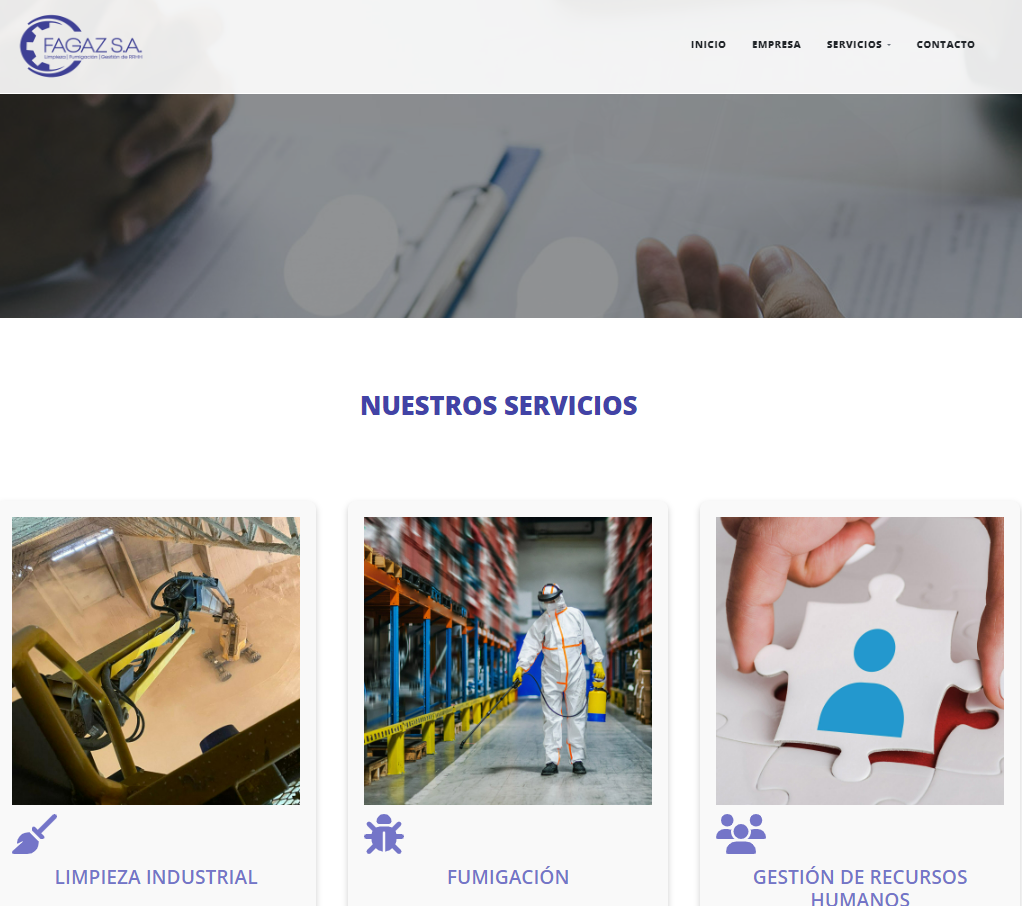 FAGAZ S.A.
Limpieza | Fumigación | Gestión de RRHH
INICIO EMPRESA SERVICIOS CONTACTO
NUESTROS SERVICIOS
LIMPIEZA INDUSTRIAL
FUMIGACIÓN
GESTIÓN DE RECURSOS
HUMANOS